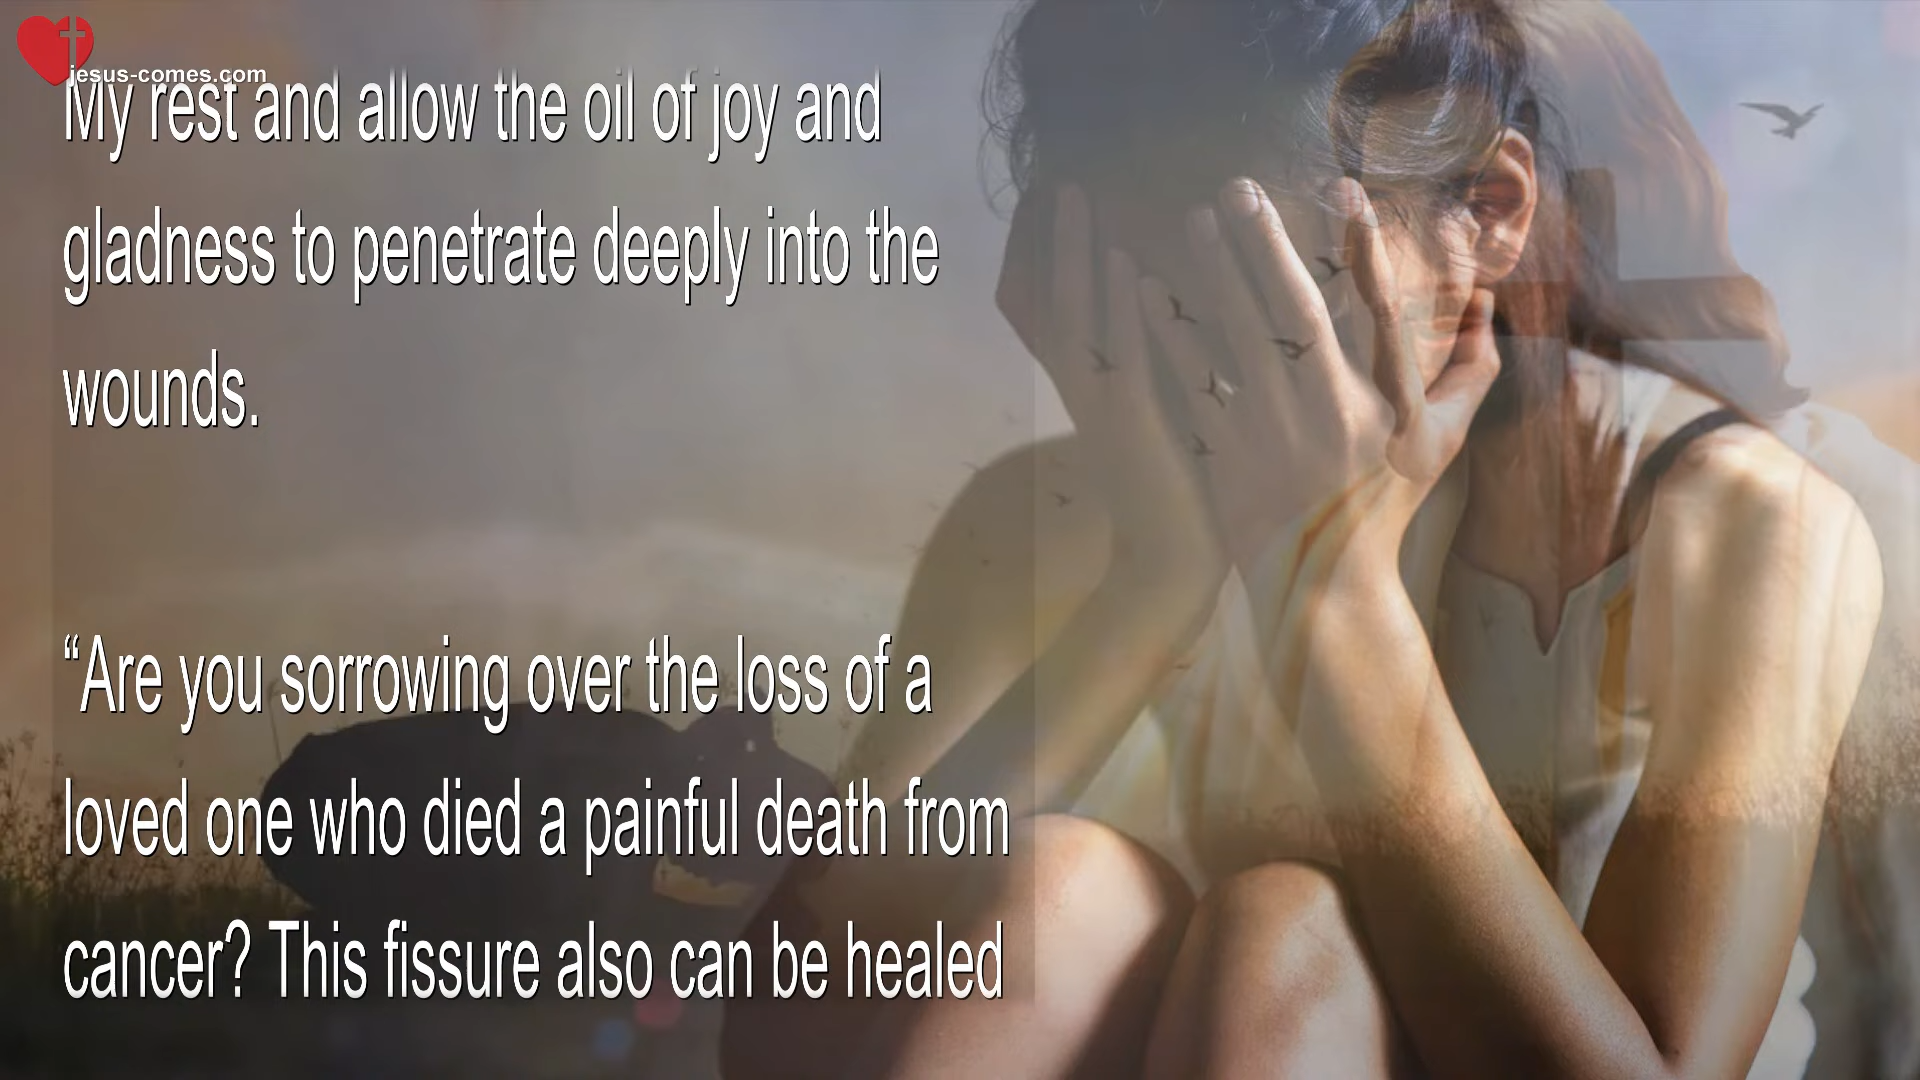 jesus-comes.com
My rest and allow the oil of joy and
gladness to penetrate deeply into the
wounds.
“Are you sorrowing over the loss of a
loved one who died a painful death from
cancer? This fissure also can be healed